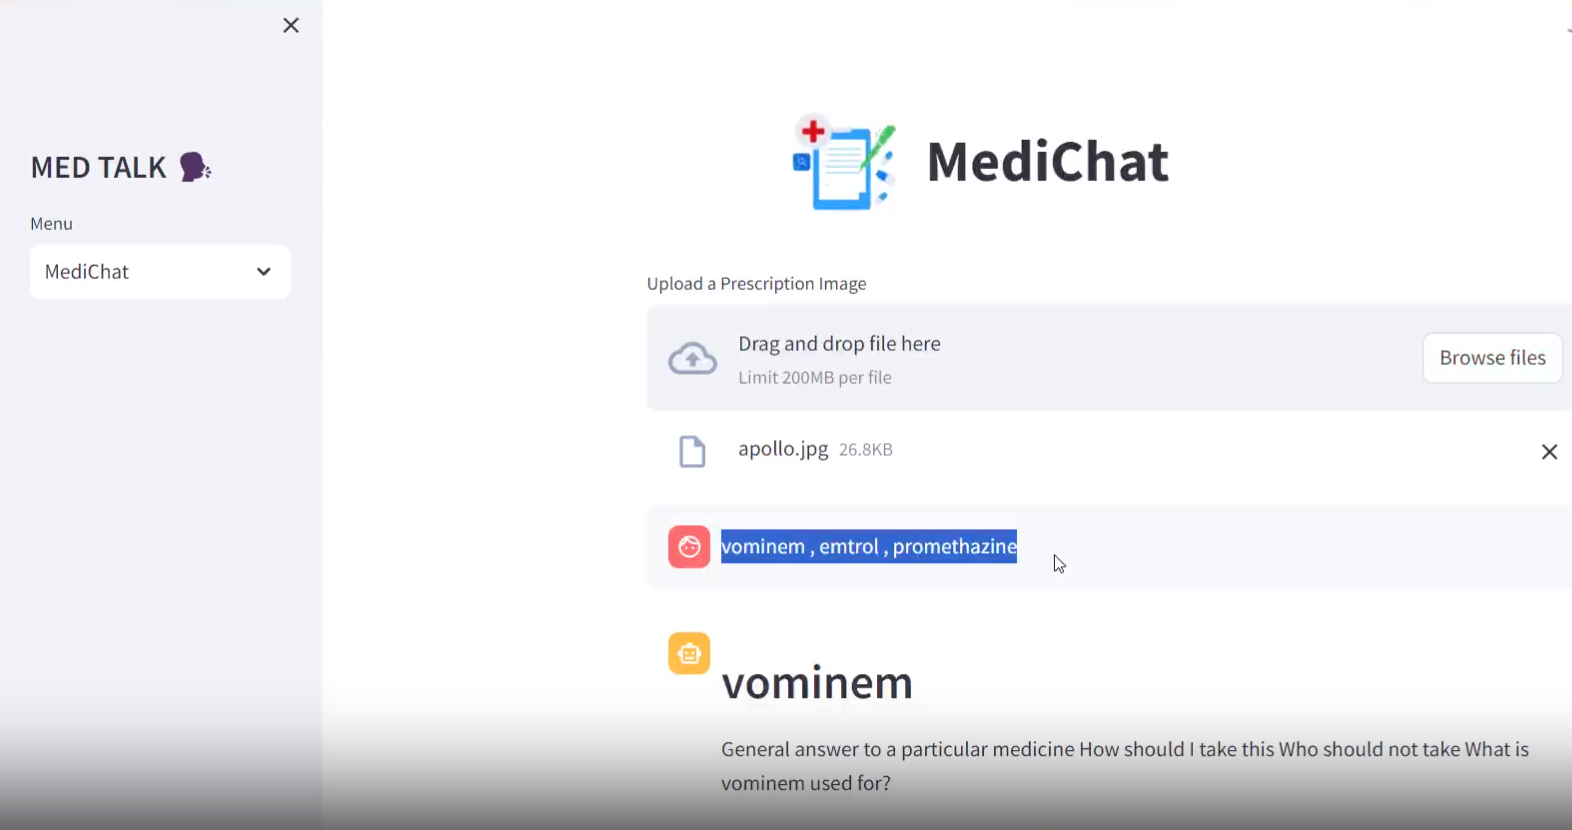 MED TALK
Menu
MediChat
MediChat
Upload a Prescription Image
Drag and drop file here
Limit 200MB per file
Browse files
apollo.jpg 26.8KB
vominem , emtrol , promethazine
vominem
General answer to a particular medicine How should I take this Who should not take What is
vominem used for?